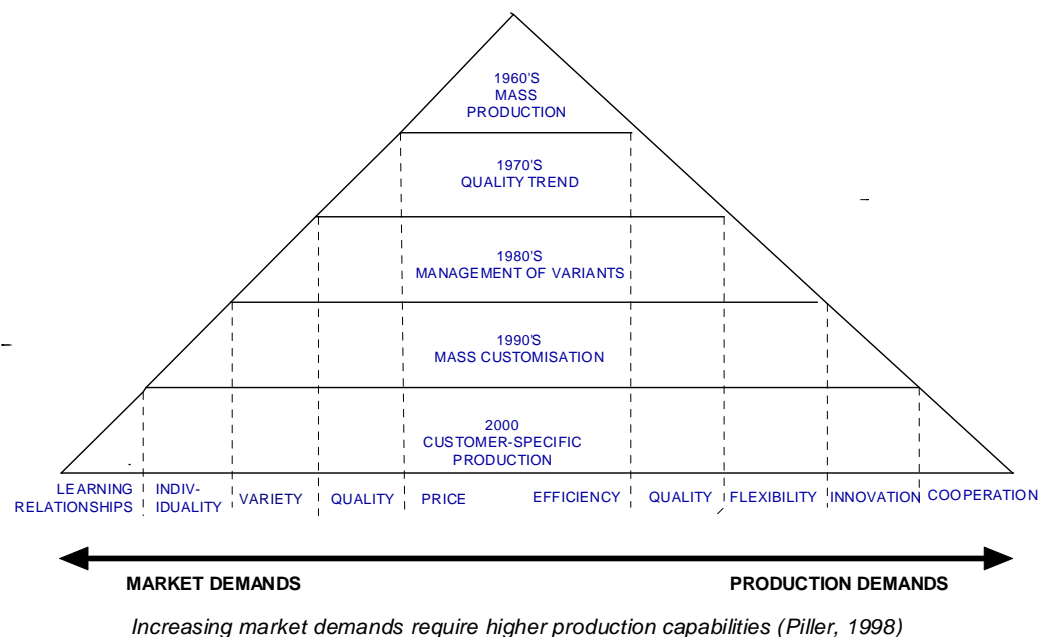 1960'S
MASS
PRODUCTION
1970'S
QUALITY TREND
1980'S
MANAGEMENT OF VARIANTS
1990'S
MASS CUSTOMISATION
2000
CUSTOMER-SPECIFIC
PRODUCTION
LEARNING
RELATIONSHIPS
INDIV-
IDUALITY
VARIETY
QUALITY
PRICE
EFFICIENCY
QUALITY
FLEXIBILITY
INNOVATION
COOPERATION
MARKET DEMANDS
PRODUCTION DEMANDS
Increasing market demands require higher production capabilities (Piller, 1998)